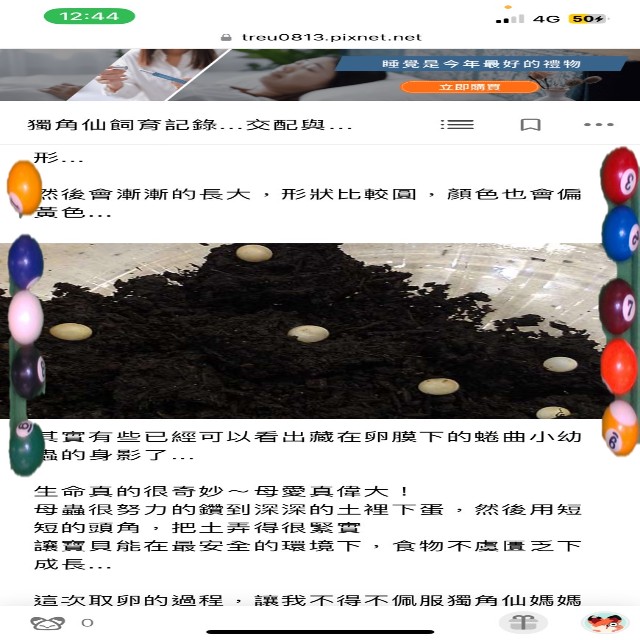 12:44
4G
50
treu0813.pixnet.net
睡覺是今年最好的禮物
立即購買
獨角仙飼育記錄...交配與...
形...
然後會漸漸的長大，形狀比較圓，顏色也會偏
黃色...
其實有些已經可以看出藏在卵膜下的蜷曲小幼
蟲的身影了...
生命真的很奇妙～母愛真偉大！
母蟲很努力的鑽到深深的土裡下蛋，然後用短
短的頭角，把土弄得很緊實
讓寶貝能在最安全的環境下，食物不虞匱乏下
成長...
這次取卵的過程，讓我不得不佩服獨角仙媽媽
0